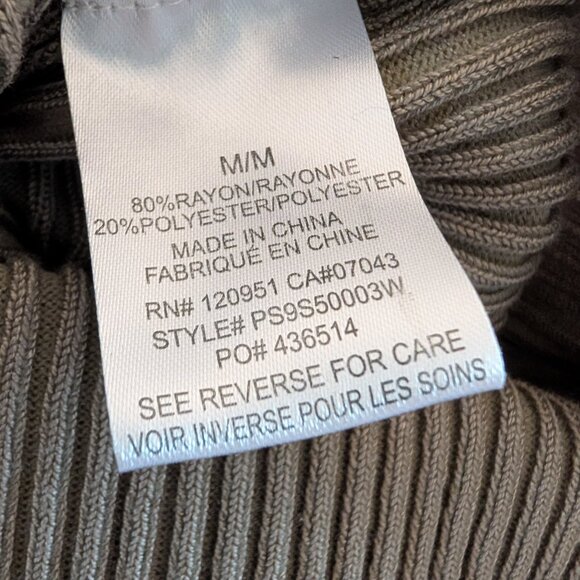 M/M
80%RAYON/RAYONNE
20%POLYESTER/POLYESTER
MADE IN CHINA
FABRIQUÉ EN CHINE
RN# 120951 CA#07043
STYLE# PS9S50003W
PO# 436514
SEE REVERSE FOR CARE
VOIR INVERSE POUR LES SOINS